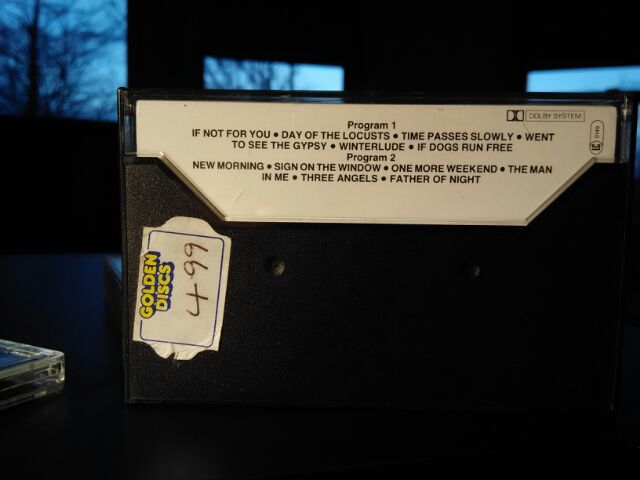 DOLBY SYSTEM
Program 1
IF NOT FOR YOU • DAY OF THE LOCUSTS • TIME PASSES SLOWLY • WENT
TO SEE THE GYPSY • WINTERLUDE • IF DOGS RUN FREE
Program 2
NEW MORNING • SIGN ON THE WINDOW • ONE MORE WEEKEND • THE MAN
IN ME • THREE ANGELS • FATHER OF NIGHT
GOLDEN
DISCS
4.99